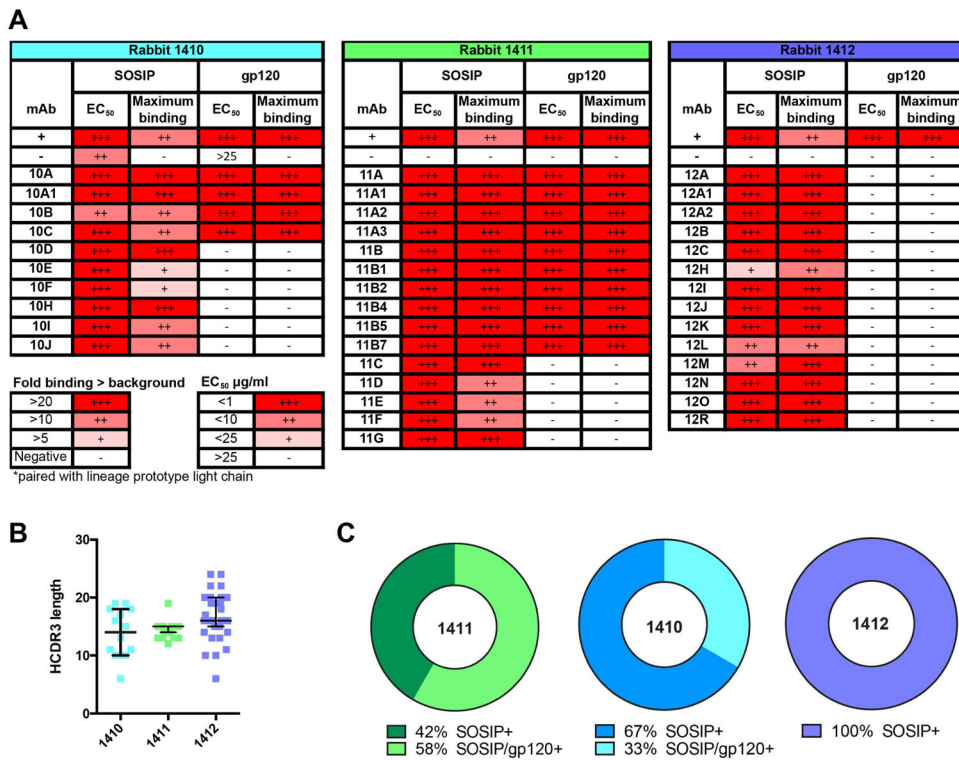 A
Rabbit 1410
SOSIP gp120
mAb EC50 Maximum binding EC50 Maximum binding
+ +++ ++ +++ +++
- ++ - >25 -
10A +++ +++ +++ +++
10A1 +++ +++ +++ +++
10B ++ ++ +++ +++
10C +++ ++ +++ +++
10D +++ +++ - -
10E +++ + - -
10F +++ + - -
10H +++ +++ - -
10I +++ ++ - -
10J +++ ++ - -
Fold binding > background
>20 +++
>10 ++
>5 +
Negative -
EC50 µg/ml
<1 +++
<10 ++
<25 +
>25 -
*paired with lineage prototype light chain
Rabbit 1411
SOSIP gp120
mAb EC50 Maximum binding EC50 Maximum binding
+ +++ ++ +++ +++
- - - - -
11A +++ +++ +++ +++
11A1 +++ +++ +++ +++
11A2 +++ +++ +++ +++
11A3 +++ +++ +++ +++
11B +++ +++ +++ +++
11B1 +++ +++ +++ +++
11B2 +++ +++ +++ +++
11B4 +++ +++ +++ +++
11B5 +++ +++ +++ +++
11B7 +++ +++ +++ +++
11C +++ +++ - -
11D +++ ++ - -
11E +++ ++ - -
11F +++ ++ - -
11G +++ +++ - -
Rabbit 1412
SOSIP gp120
mAb EC50 Maximum binding EC50 Maximum binding
+ +++ ++ +++ +++
- - - - -
12A +++ +++ - -
12A1 +++ +++ - -
12A2 +++ +++ - -
12B +++ +++ - -
12C +++ +++ - -
12H + ++ - -
12I +++ +++ - -
12J +++ +++ - -
12K +++ +++ - -
12L ++ ++ - -
12M ++ +++ - -
12N +++ +++ - -
12O +++ +++ - -
12R +++ +++ - -
B
HCDR3 length
30
20
10
0
1410 1411 1412
C
1411
42% SOSIP+
58% SOSIP/gp120+
1410
67% SOSIP+
33% SOSIP/gp120+
1412
100% SOSIP+